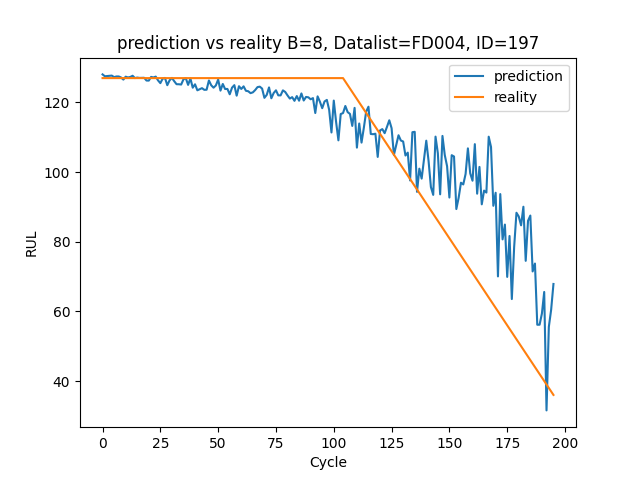 prediction vs reality B=8, Datalist=FD004, ID=197
prediction
reality
RUL
120
100
80
60
40
0 25 50 75 100 125 150 175 200
Cycle